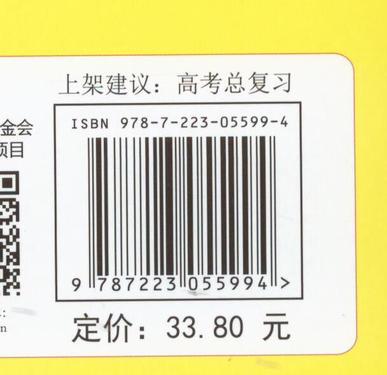 上架建议：高考总复习
金会
项目
ISBN 978-7-223-05599-4
9 787223 055994 >
定价：33.80 元